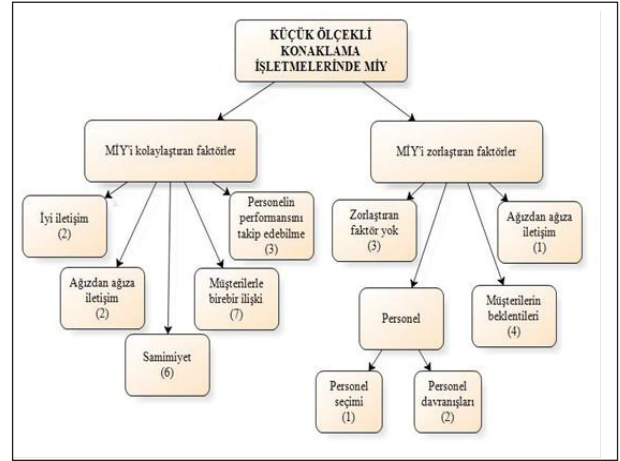 KÜÇÜK ÖLÇEKLİ
KONAKLAMA
İŞLETMELERİNDE MİY
MİY'i kolaylaştıran faktörler
MİY'i zorlaştıran faktörler
İyi iletişim
(2)
Ağızdan ağıza
iletişim
(2)
Samimiyet
(6)
Müşterilerle
birebir ilişki
(7)
Personelin
performansını
takip edebilme
(3)
Zorlaştıran
faktör yok
(3)
Personel
Personel
seçimi
(1)
Personel
davranışları
(2)
Müşterilerin
beklentileri
(4)
Ağızdan ağıza
iletişim
(1)